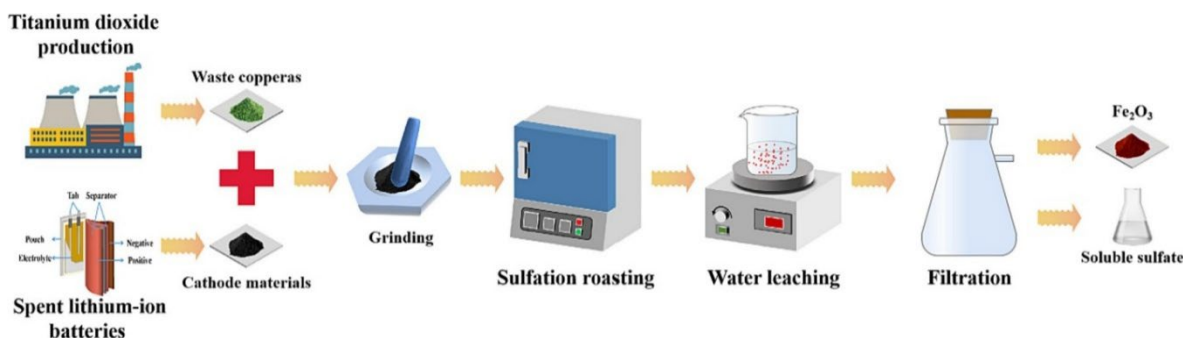 Titanium dioxide
production
Waste copperas
Fe₂O₃
Tab Separator
Pouch
Electrolyte
Negative
Positive
Grinding
Cathode materials
Sulfation roasting
Water leaching
Filtration
Soluble sulfate
Spent lithium-ion
batteries